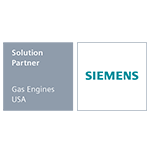 Solution
Partner
Gas Engines
USA
SIEMENS